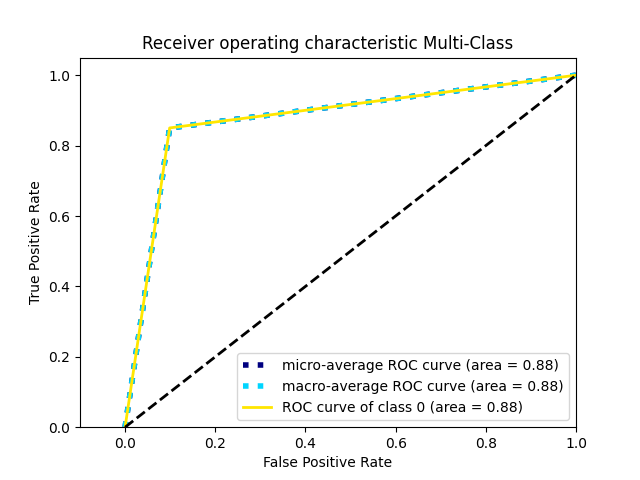 Receiver operating characteristic Multi-Class
True Positive Rate
1.0
0.8
0.6
0.4
0.2
0.0
micro-average ROC curve (area = 0.88)
macro-average ROC curve (area = 0.88)
ROC curve of class 0 (area = 0.88)
0.0 0.2 0.4 0.6 0.8 1.0
False Positive Rate